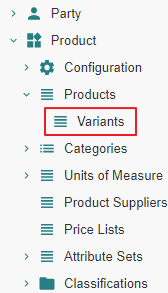 Party
Product
Configuration
Products
Variants
Categories
Units of Measure
Product Suppliers
Price Lists
Attribute Sets
Classifications